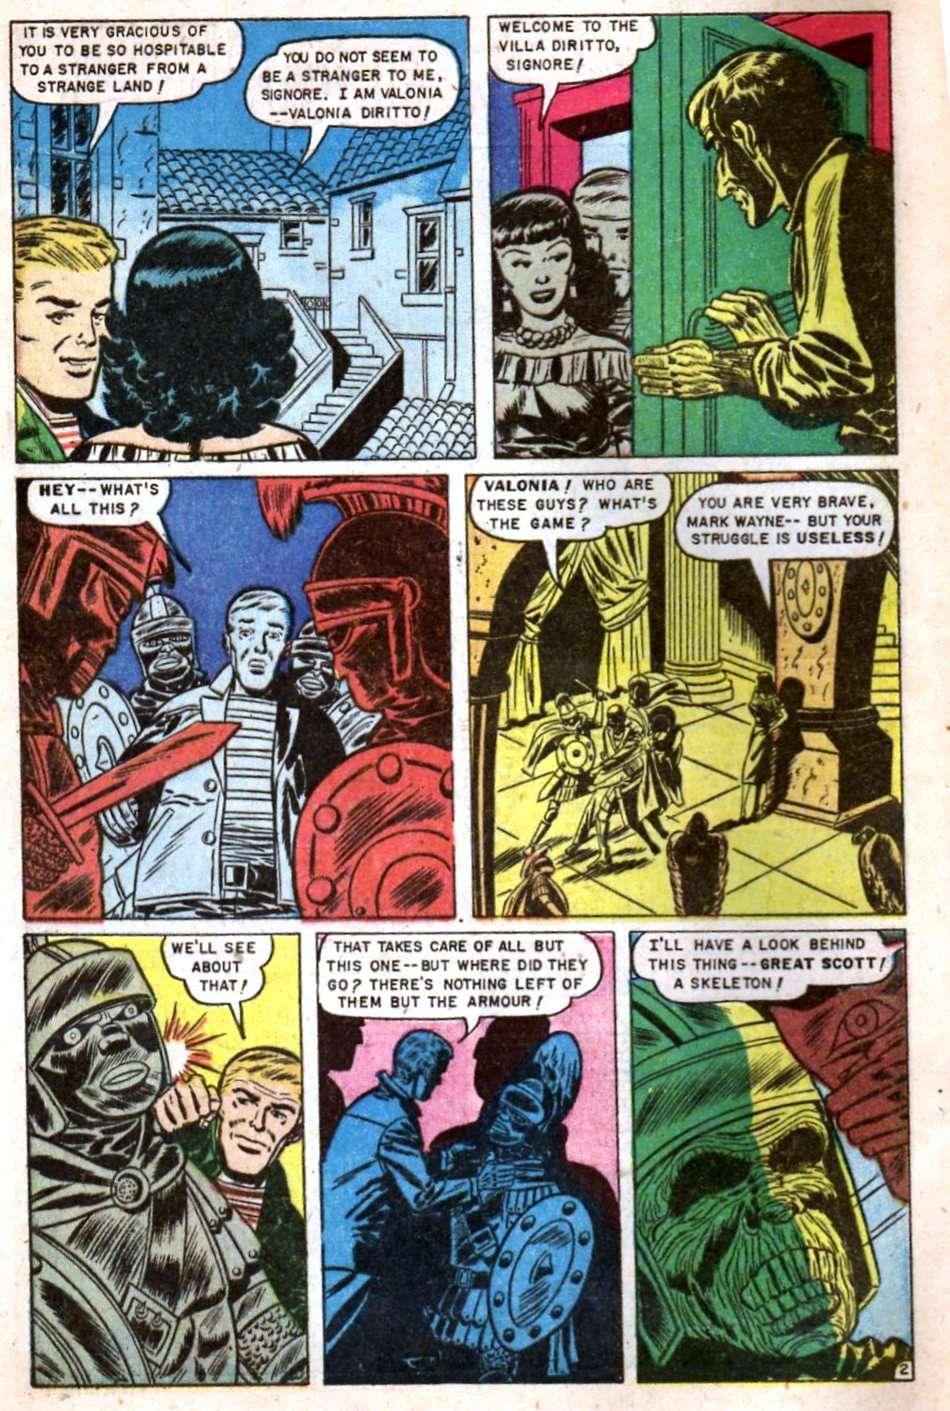 IT IS VERY GRACIOUS OF
YOU TO BE SO HOSPITABLE
TO A STRANGER FROM A
STRANGE LAND!
YOU DO NOT SEEM TO
BE A STRANGER TO ME,
SIGNORE. I AM VALONIA
--VALONIA DIRITTO!
WELCOME TO THE
VILLA DIRITTO,
SIGNORE!
HEY--WHAT'S
ALL THIS?
VALONIA! WHO ARE
THESE GUYS? WHAT'S
THE GAME?
YOU ARE VERY BRAVE,
MARK WAYNE-- BUT YOUR
STRUGGLE IS USELESS!
WE'LL SEE
ABOUT
THAT!
THAT TAKES CARE OF ALL BUT
THIS ONE--BUT WHERE DID THEY
GO? THERE'S NOTHING LEFT OF
THEM BUT THE ARMOUR!
I'LL HAVE A LOOK BEHIND
THIS THING--GREAT SCOTT!
A SKELETON!
2